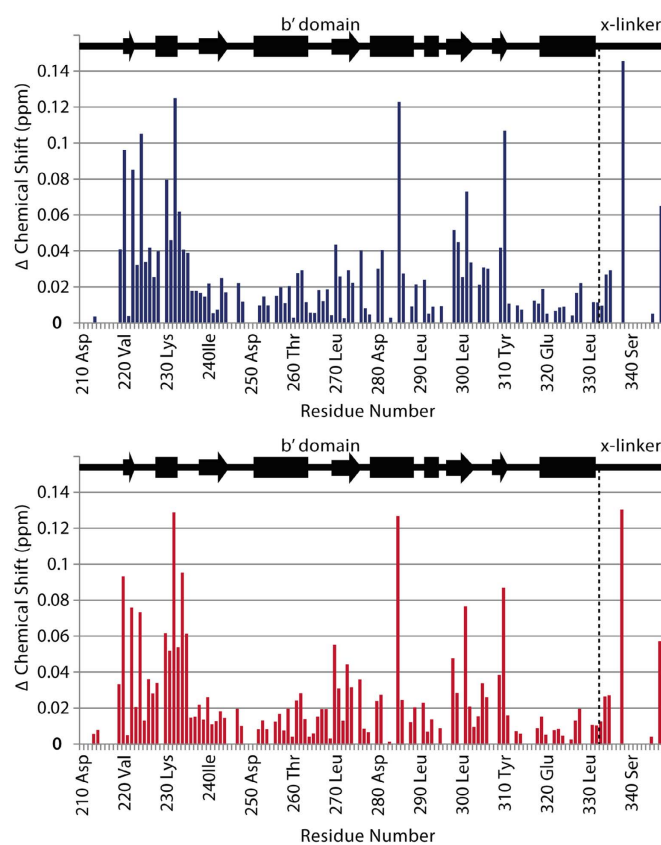 b′ domain x-linker
0.14
0.12
0.1
0.08
0.06
0.04
0.02
0
Δ Chemical Shift (ppm)
210 Asp
220 Val
230 Lys
240Ile
250 Asp
260 Thr
270 Leu
280 Asp
290 Leu
300 Leu
310 Tyr
320 Glu
330 Leu
340 Ser
Residue Number
b′ domain x-linker
0.14
0.12
0.1
0.08
0.06
0.04
0.02
0
Δ Chemical Shift (ppm)
210 Asp
220 Val
230 Lys
240Ile
250 Asp
260 Thr
270 Leu
280 Asp
290 Leu
300 Leu
310 Tyr
320 Glu
330 Leu
340 Ser
Residue Number